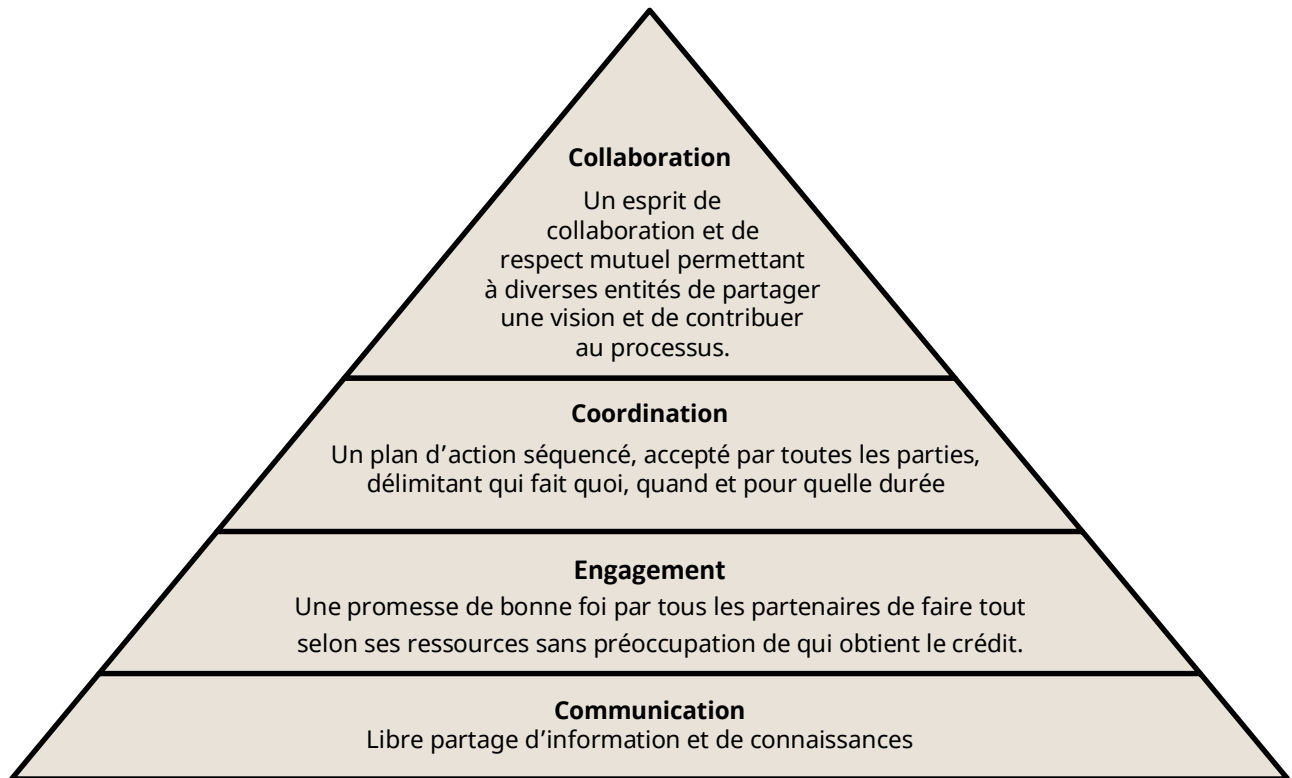 Collaboration
Un esprit de
collaboration et de
respect mutuel permettant
à diverses entités de partager
une vision et de contribuer
au processus.
Coordination
Un plan d’action séquencé, accepté par toutes les parties,
délimitant qui fait quoi, quand et pour quelle durée
Engagement
Une promesse de bonne foi par tous les partenaires de faire tout
selon ses ressources sans préoccupation de qui obtient le crédit.
Communication
Libre partage d’information et de connaissances